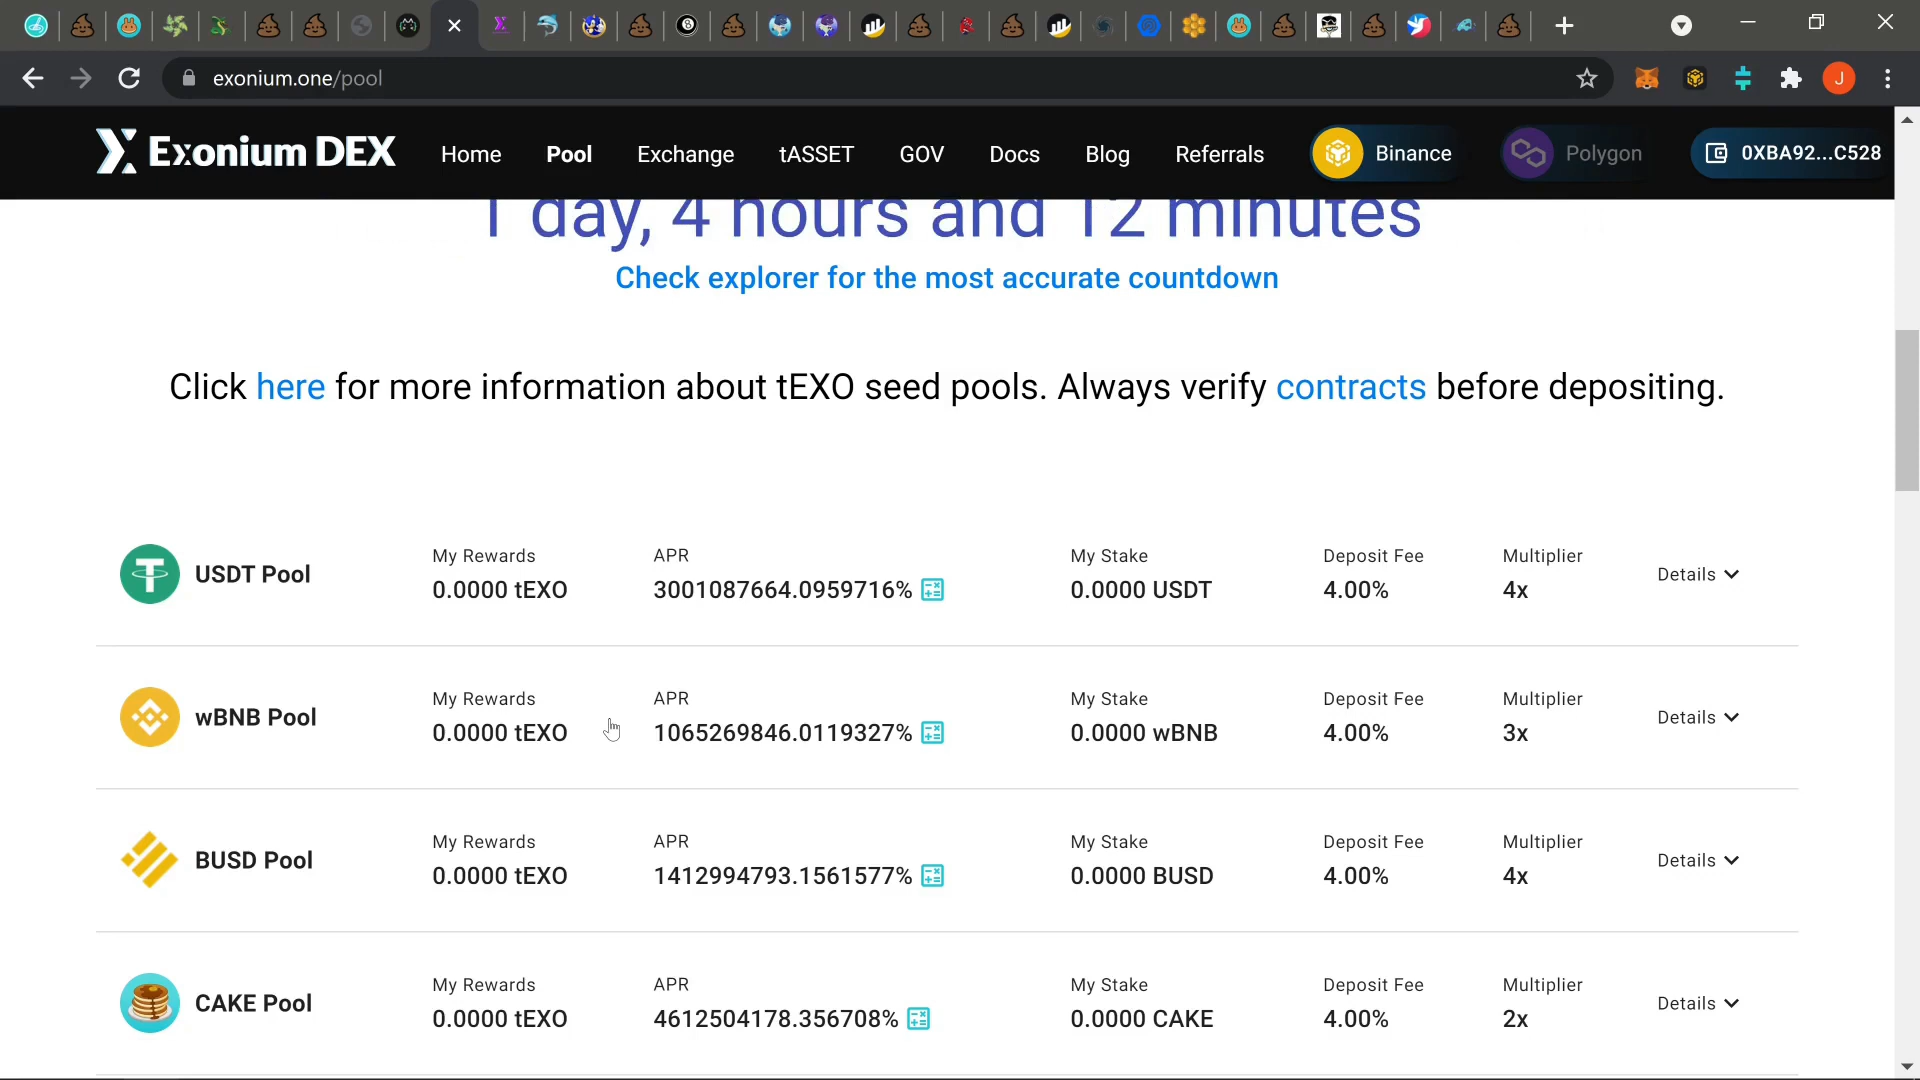 exonium.one/pool
J
Exonium DEX
Home
Pool
Exchange
tASSET
GOV
Docs
Blog
Referrals
Binance
Polygon
0XBA92...C528
1 day, 4 hours and 12 minutes
Check explorer for the most accurate countdown
Click here for more information about tEXO seed pools. Always verify contracts before depositing.
USDT Pool
My Rewards
0.0000 tEXO
APR
3001087664.0959716%
My Stake
0.0000 USDT
Deposit Fee
4.00%
Multiplier
4x
Details
wBNB Pool
My Rewards
0.0000 tEXO
APR
1065269846.0119327%
My Stake
0.0000 wBNB
Deposit Fee
4.00%
Multiplier
3x
Details
BUSD Pool
My Rewards
0.0000 tEXO
APR
1412994793.1561577%
My Stake
0.0000 BUSD
Deposit Fee
4.00%
Multiplier
4x
Details
CAKE Pool
My Rewards
0.0000 tEXO
APR
4612504178.356708%
My Stake
0.0000 CAKE
Deposit Fee
4.00%
Multiplier
2x
Details